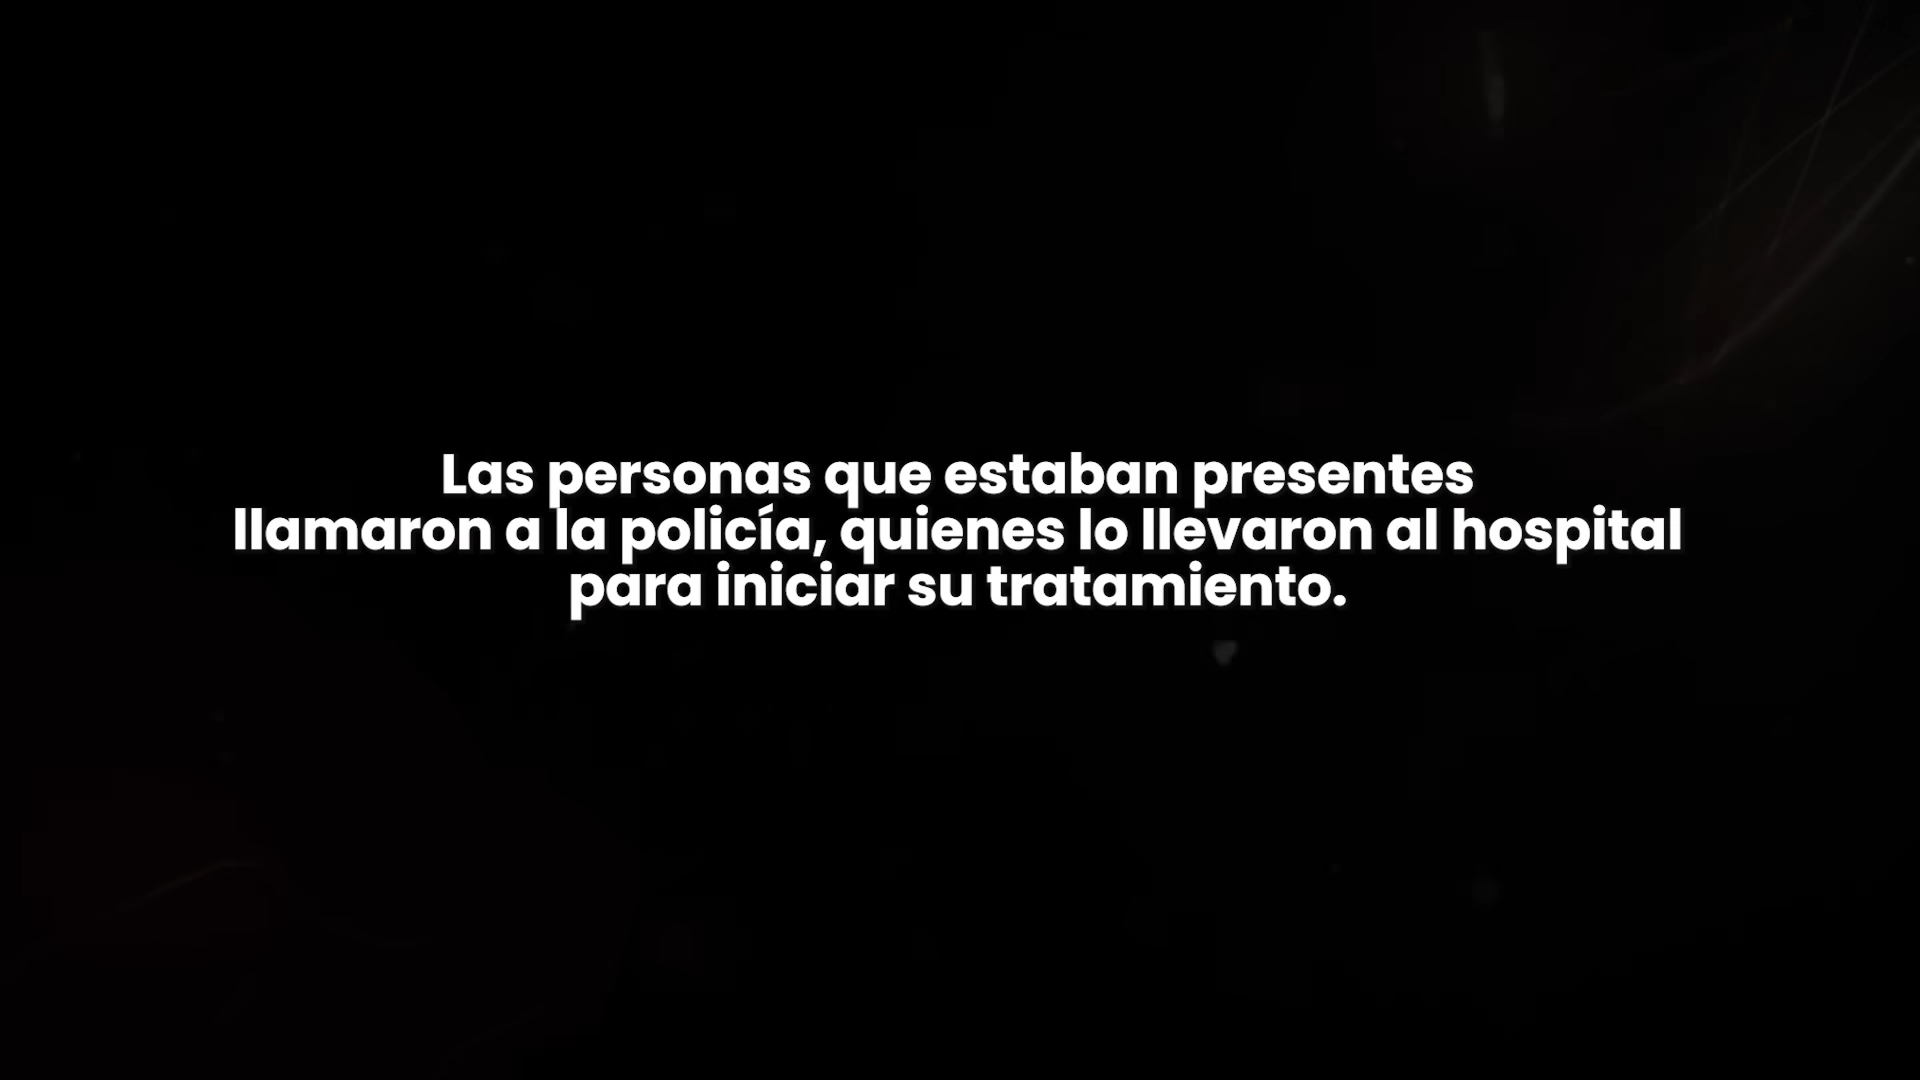 Las personas que estaban presentes
llamaron a la policía, quienes lo llevaron al hospital
para iniciar su tratamiento.